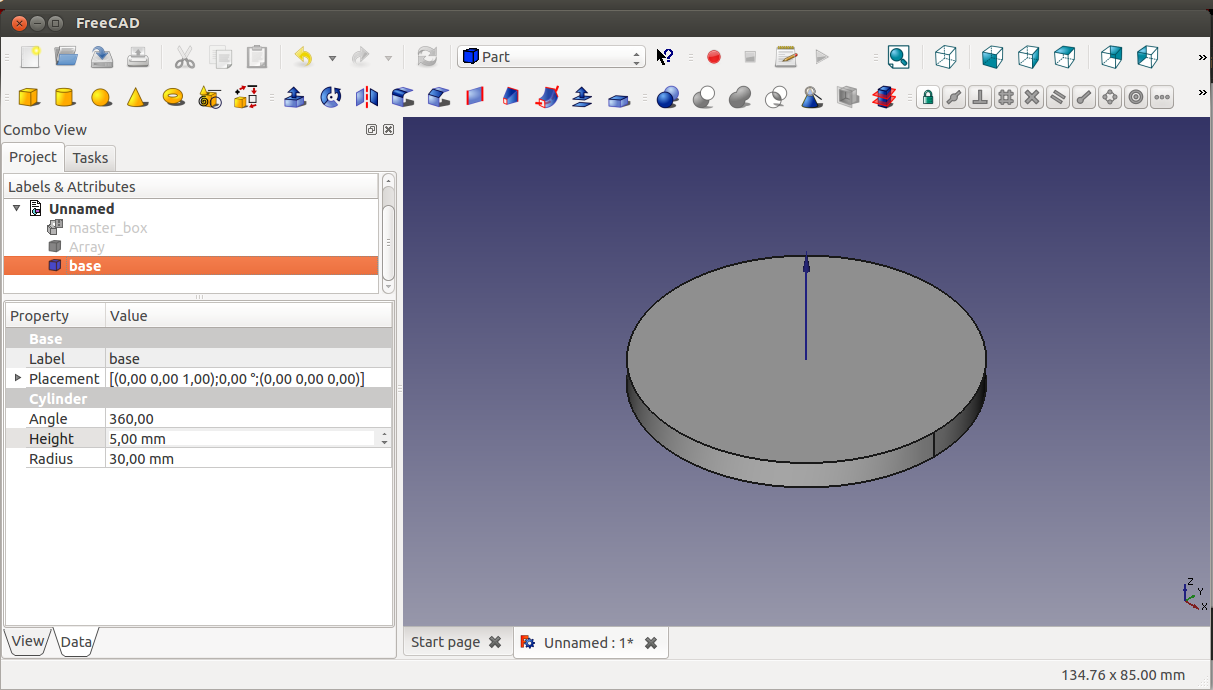 FreeCAD
Part
Combo View
Project Tasks
Labels & Attributes
Unnamed
master_box
Array
base
Property Value
Base
Label base
Placement [(0,00 0,00 1,00);0,00 °;(0,00 0,00 0,00)]
Cylinder
Angle 360,00
Height 5,00 mm
Radius 30,00 mm
Z
Y
X
View Data
Start page Unnamed : 1*
134.76 x 85.00 mm